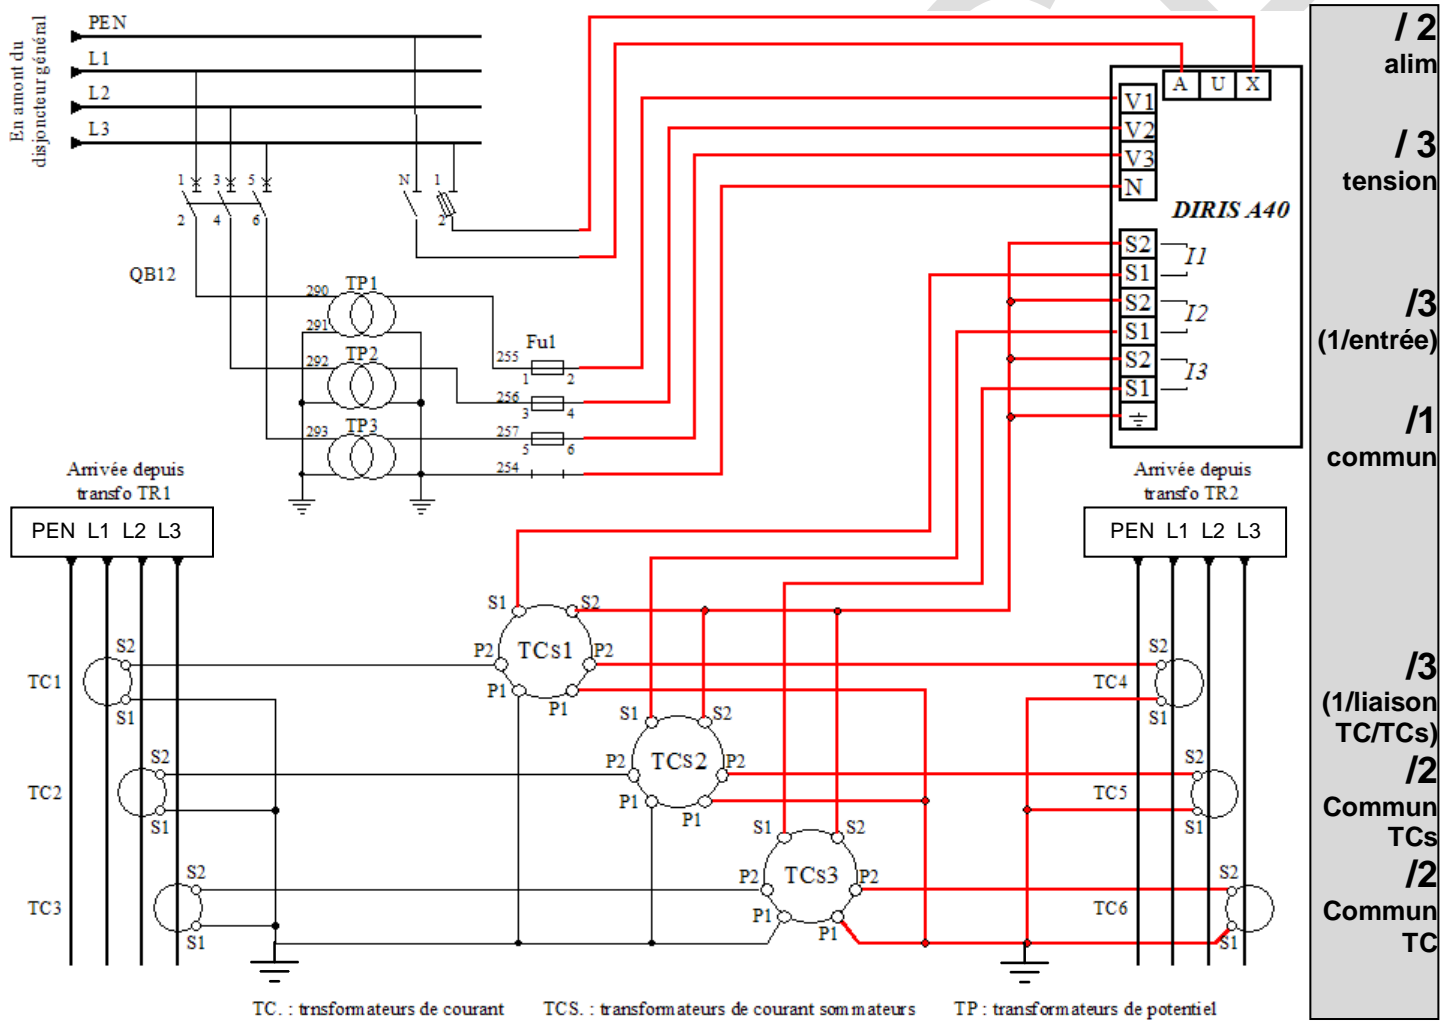 En amont du
disjoncteur général
PEN
L1
L2
L3
1
3
5
2
4
6
N
1
2
QB12
290
TP1
291
292
TP2
293
TP3
Fu1
255
1
2
256
3
4
257
5
6
254
A U X
V1
V2
V3
N
DIRIS A40
S2
I1
S1
S2
I2
S1
S2
I3
S1
Arrivée depuis
transfo TR1
PEN L1 L2 L3
Arrivée depuis
transfo TR2
PEN L1 L2 L3
S1
S2
P2
TCs1
P2
P1
P1
S2
TC1
S1
S2
TC4
S1
S1
S2
P2
TCs2
P2
P1
P1
S2
TC2
S1
S2
TC5
S1
S1
S2
P2
TCs3
P2
P1
P1
S2
TC3
S1
S2
TC6
S1
TC. : trnsformateurs de courant
TCS. : transformateurs de courant sommateurs
TP : transformateurs de potentiel
/ 2
alim
/ 3
tension
/3
(1/entrée)
/1
commun
/3
(1/liaison
TC/TCs)
/2
Commun
TCs
/2
Commun
TC